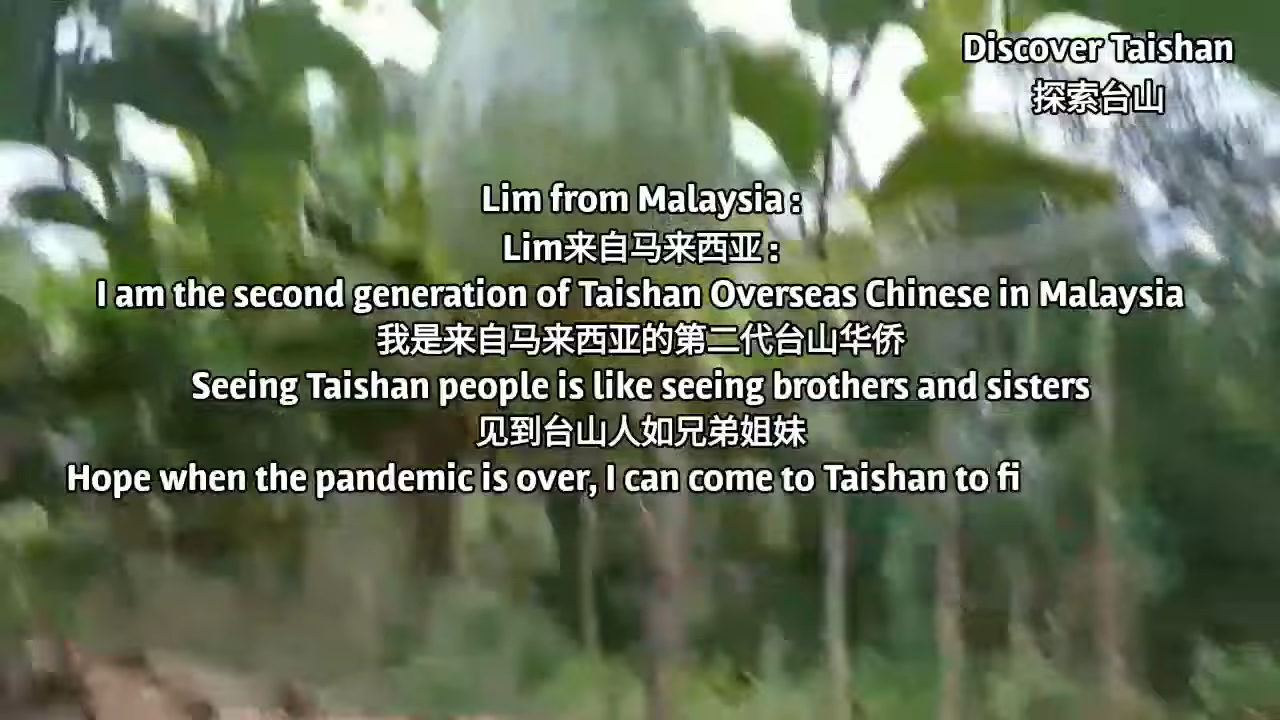 Discover Taishan
探索台山
Lim from Malaysia :
Lim来自马来西亚 :
I am the second generation of Taishan Overseas Chinese in Malaysia
我是来自马来西亚的第二代台山华侨
Seeing Taishan people is like seeing brothers and sisters
见到台山人如兄弟姐妹
Hope when the pandemic is over, I can come to Taishan to fi